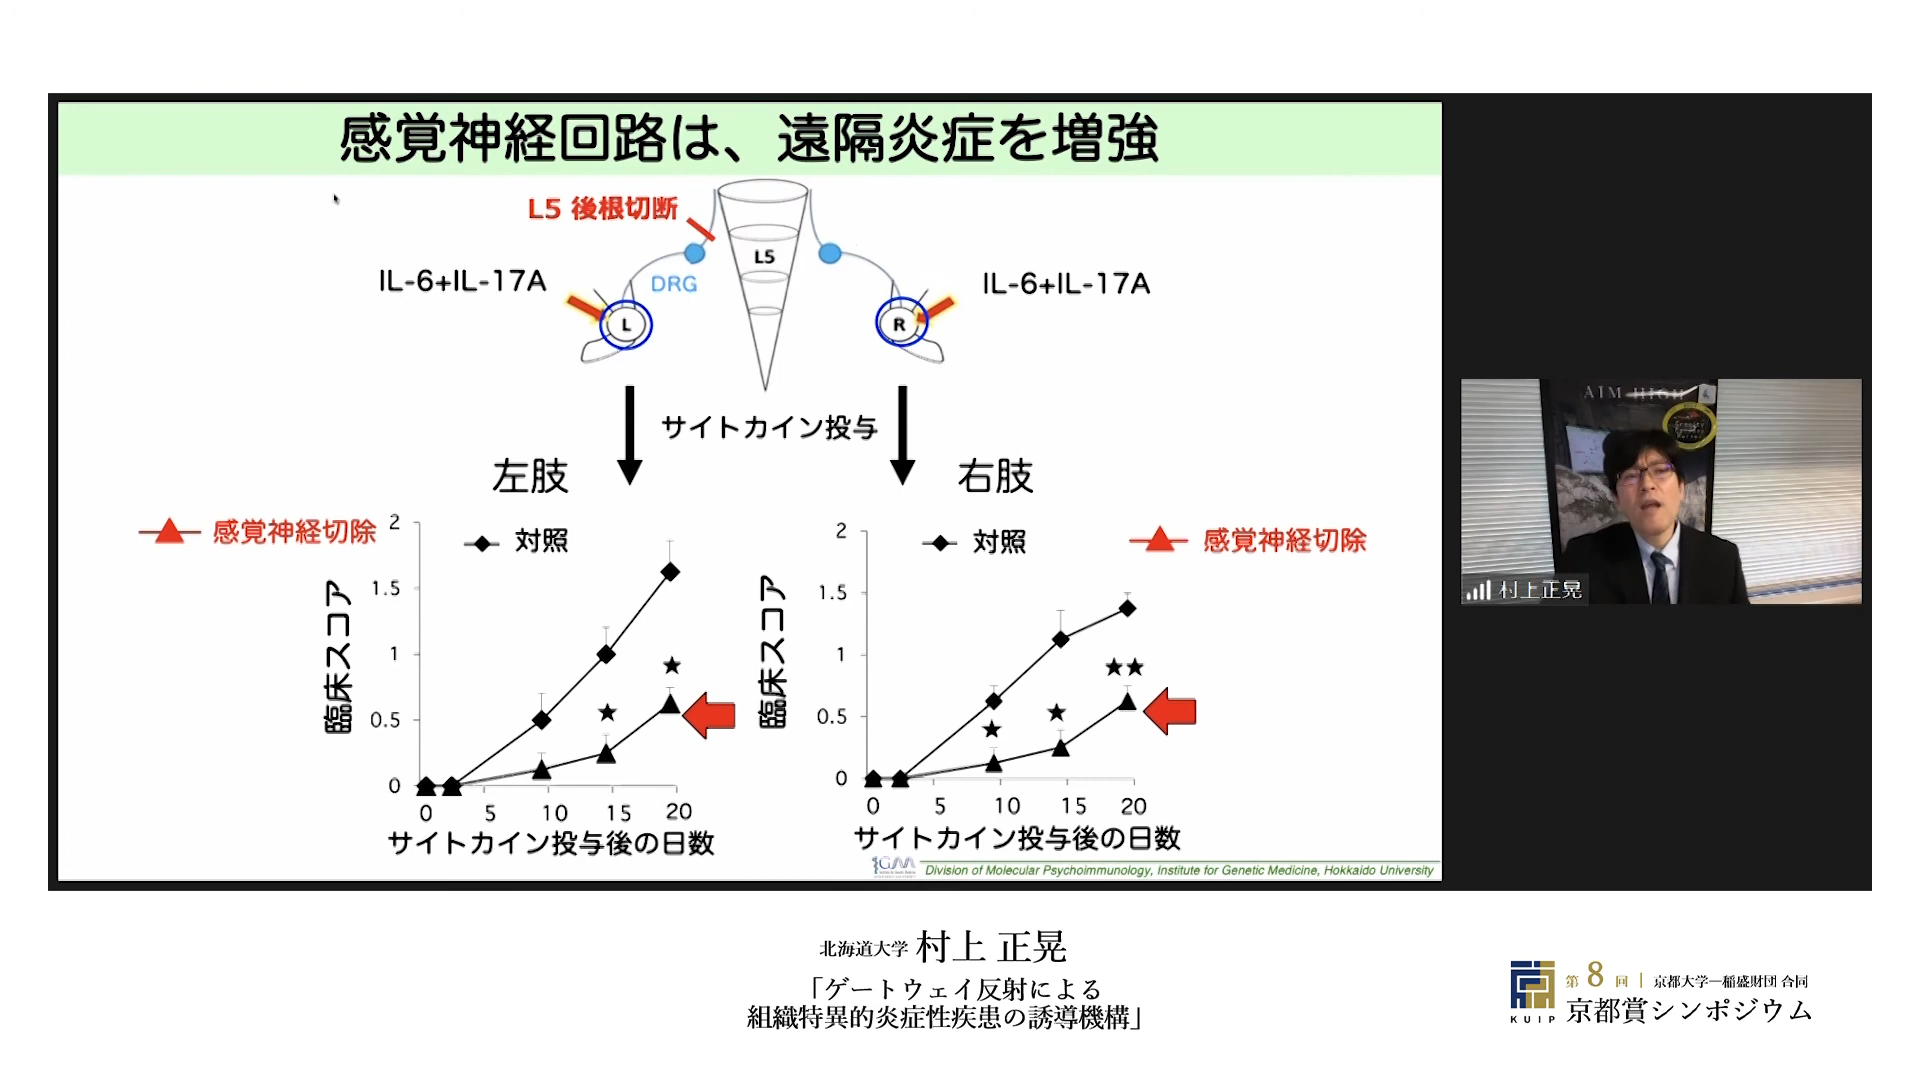 感覚神経回路は、遠隔炎症を増強
L5 後根切断
L5
IL-6+IL-17A
DRG
IL-6+IL-17A
L
R
サイトカイン投与
左肢
右肢
感覚神経切除
対照
臨床スコア
2
1.5
1
0.5
0
0 5 10 15 20
サイトカイン投与後の日数
対照
感覚神経切除
臨床スコア
2
1.5
1
0.5
0
0 5 10 15 20
サイトカイン投与後の日数
IGM
Division of Molecular Psychoimmunology, Institute for Genetic Medicine, Hokkaido University
AIM HIGH
村上正晃
北海道大学 村上 正晃
「ゲートウェイ反射による
組織特異的炎症性疾患の誘導機構」
KUIP
第8回 | 京都大学―稲盛財団 合同
京都賞シンポジウム